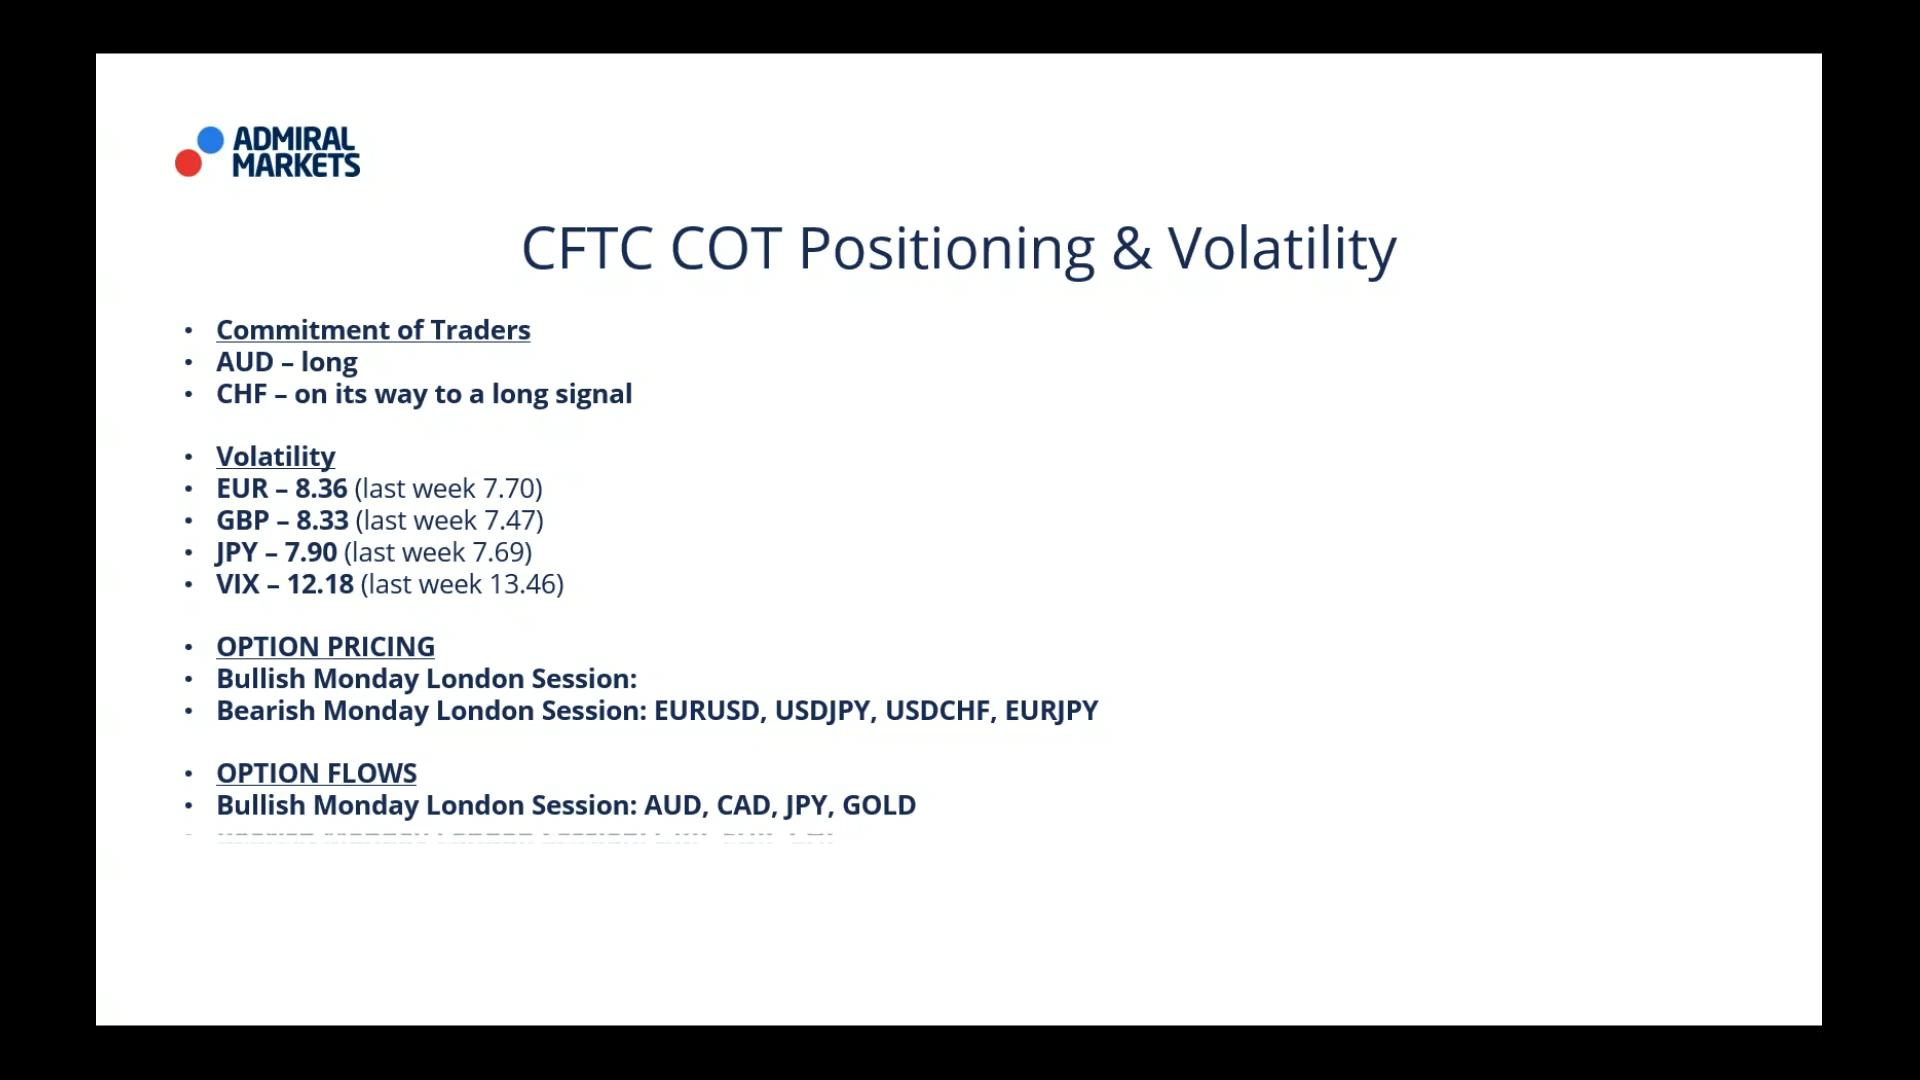 ADMIRAL
MARKETS
CFTC COT Positioning & Volatility
• Commitment of Traders
• AUD – long
• CHF – on its way to a long signal
• Volatility
• EUR – 8.36 (last week 7.70)
• GBP – 8.33 (last week 7.47)
• JPY – 7.90 (last week 7.69)
• VIX – 12.18 (last week 13.46)
• OPTION PRICING
• Bullish Monday London Session:
• Bearish Monday London Session: EURUSD, USDJPY, USDCHF, EURJPY
• OPTION FLOWS
• Bullish Monday London Session: AUD, CAD, JPY, GOLD